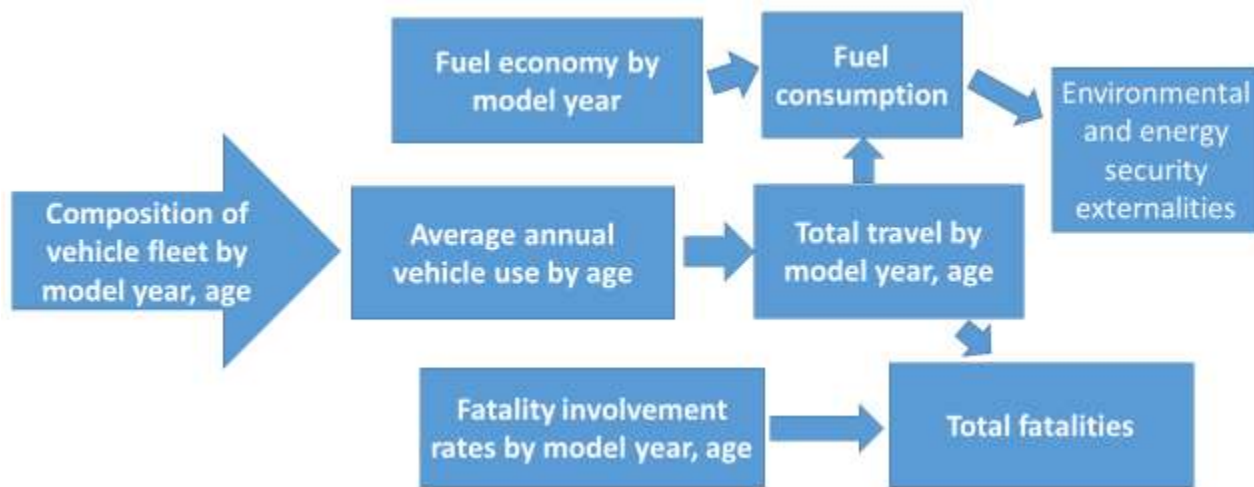 Fuel economy by
model year
Fuel
consumption
Environmental
and energy
security
externalities
Composition of
vehicle fleet by
model year, age
Average annual
vehicle use by age
Total travel by
model year, age
Fatality involvement
rates by model year, age
Total fatalities